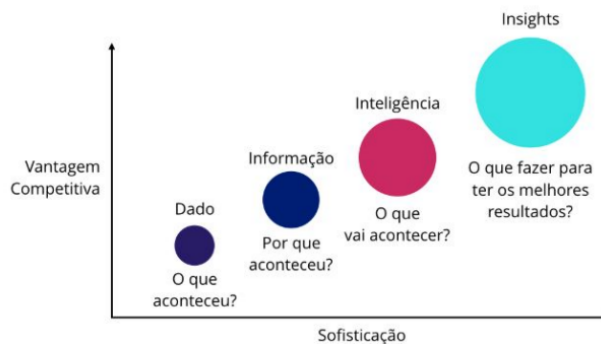 Insights
Inteligência
O que fazer para
ter os melhores
resultados?
Vantagem
Competitiva
Informação
O que
vai acontecer?
Dado
Por que
aconteceu?
O que
aconteceu?
Sofisticação